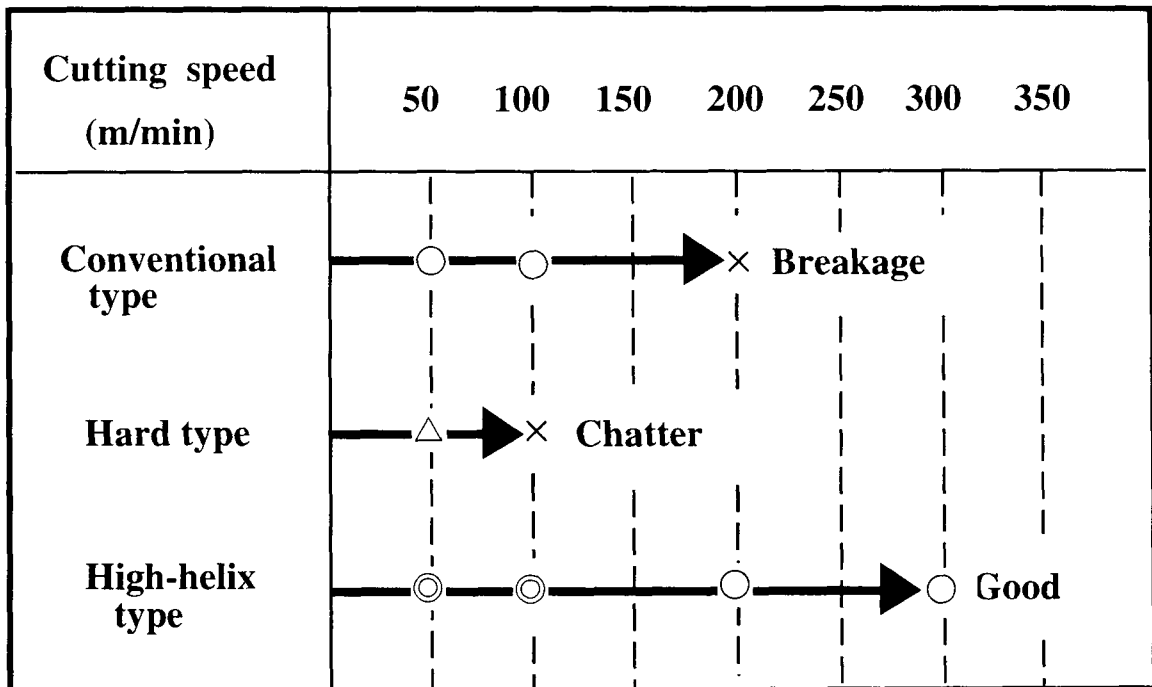 Cutting speed
(m/min)
50 100 150 200 250 300 350
Conventional
type
Breakage
Hard type
Chatter
High-helix
type
Good